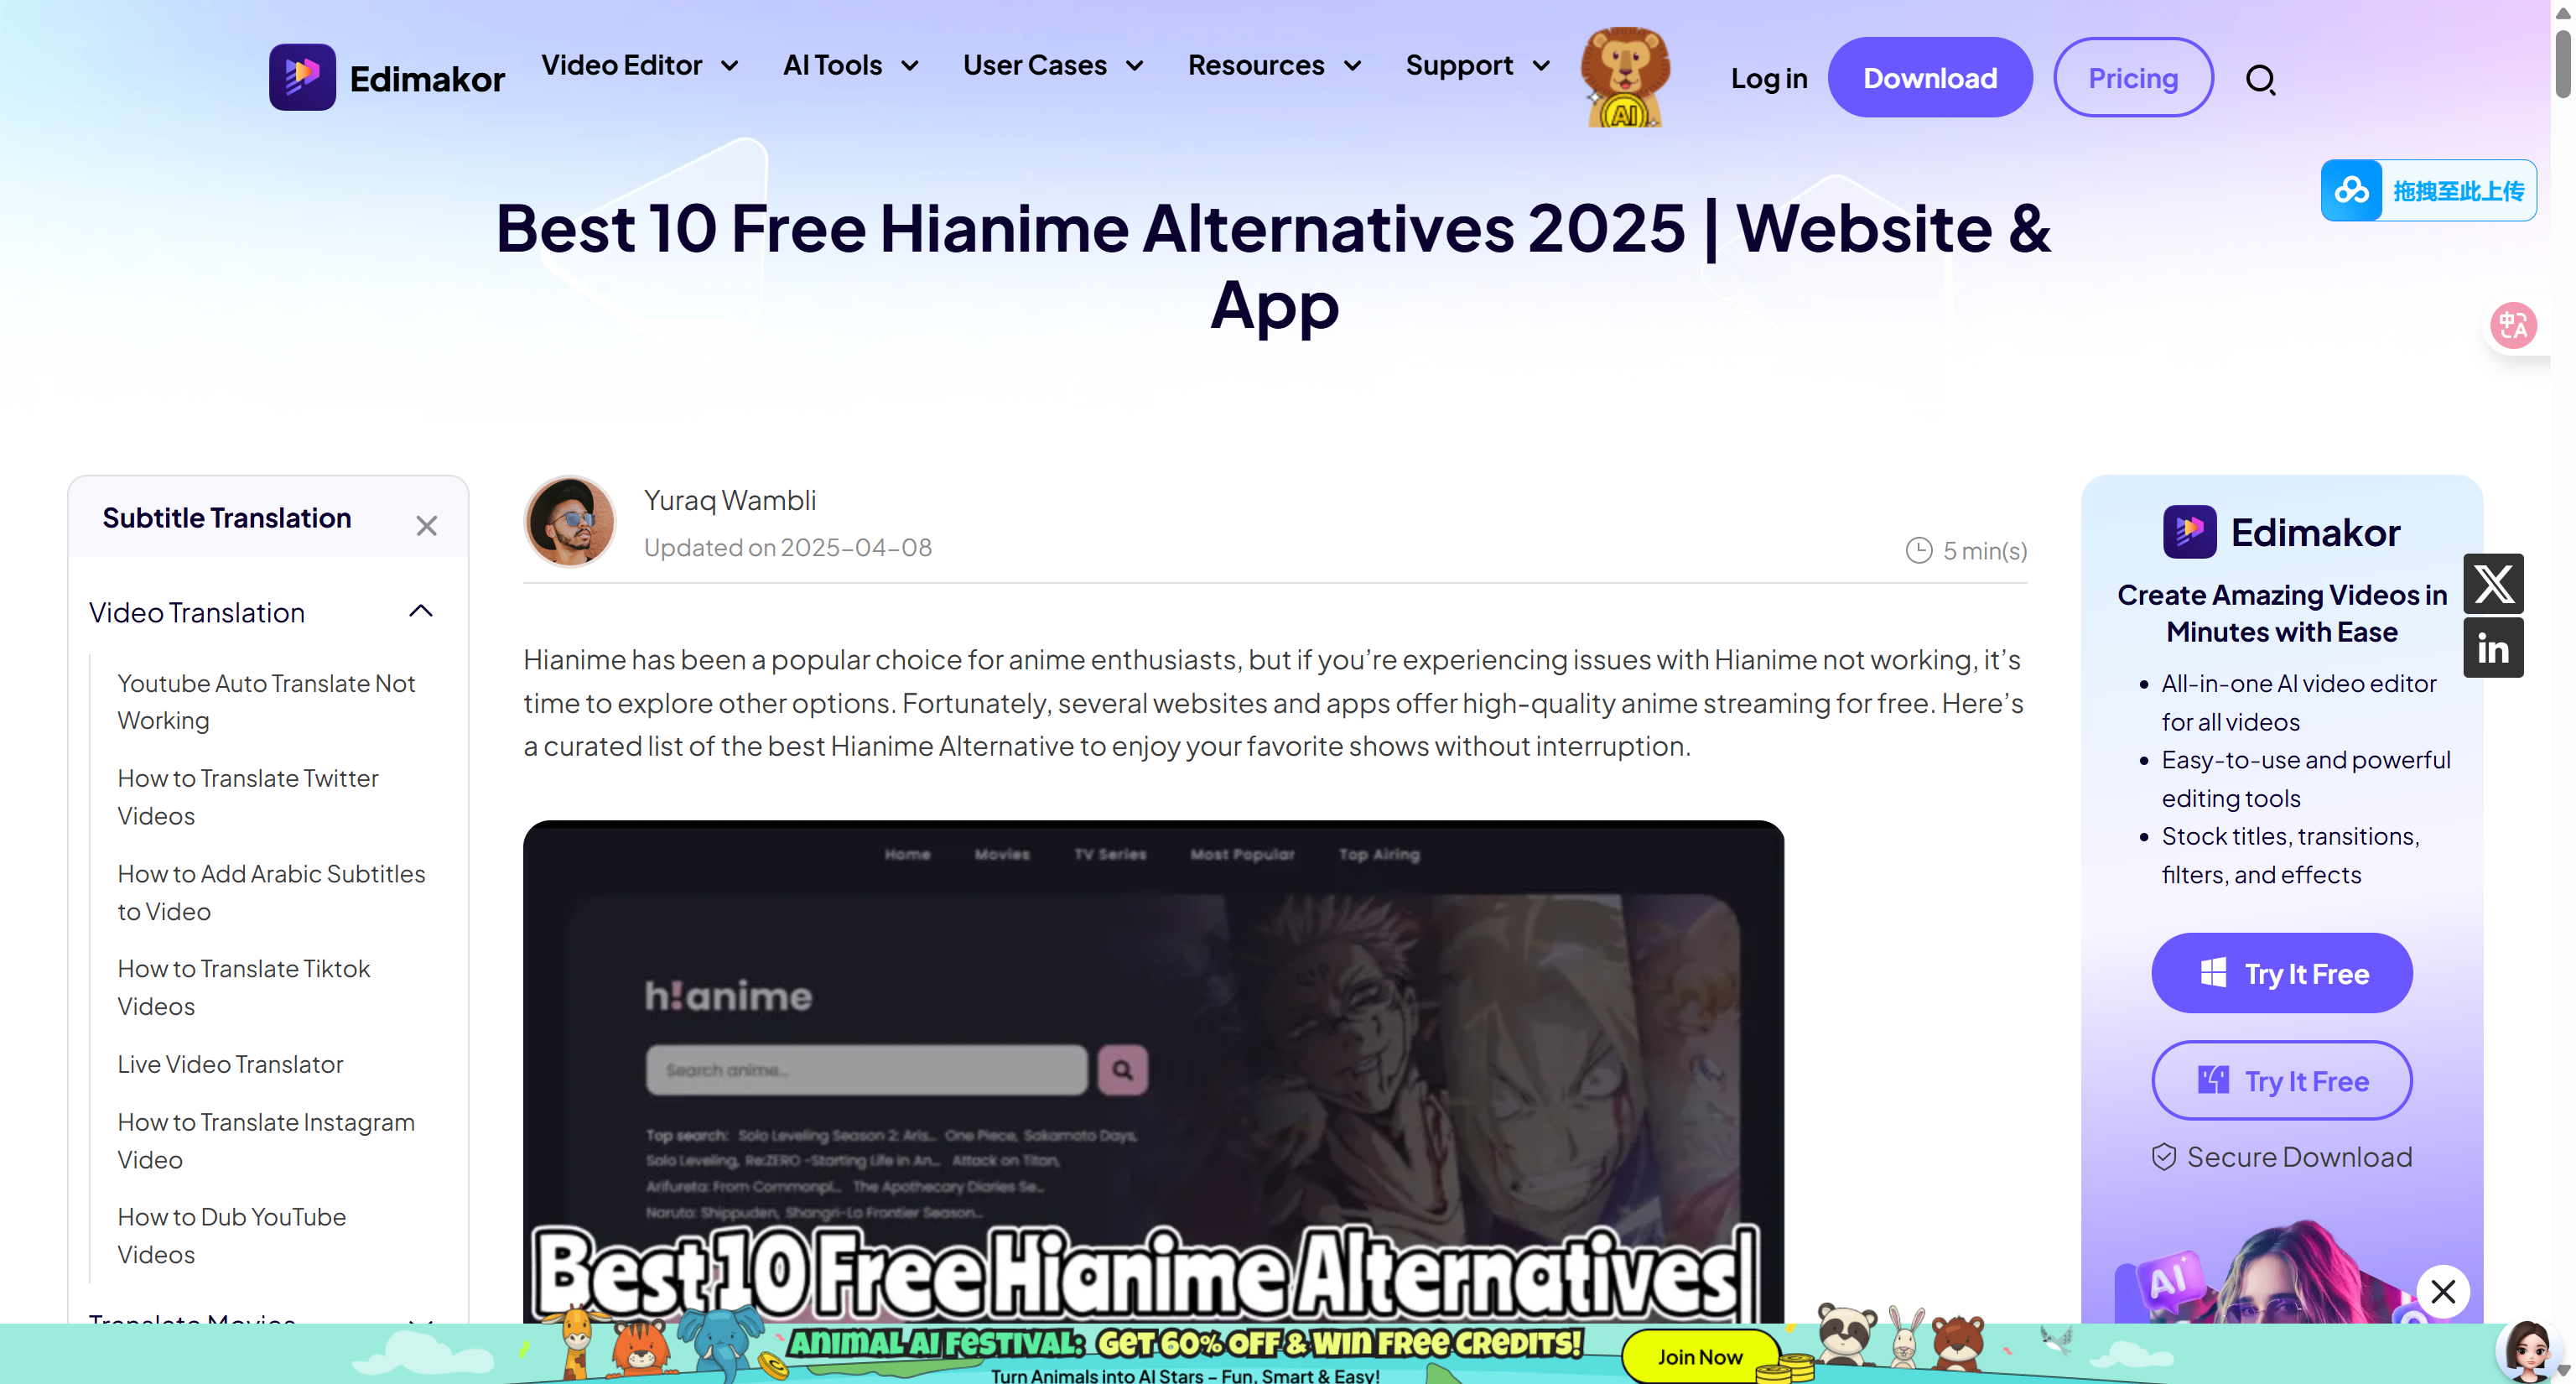 Edimakor
Video Editor
AI Tools
User Cases
Resources
Support
AI
Log in
Download
Pricing
拖拽至此上传
Best 10 Free Hianime Alternatives 2025 | Website &
App
Subtitle Translation
Video Translation
Youtube Auto Translate Not
Working
How to Translate Twitter
Videos
How to Add Arabic Subtitles
to Video
How to Translate Tiktok
Videos
Live Video Translator
How to Translate Instagram
Video
How to Dub YouTube
Videos
Translate Movies
Yuraq Wambli
Updated on 2025-04-08
5 min(s)
Hianime has been a popular choice for anime enthusiasts, but if you're experiencing issues with Hianime not working, it's
time to explore other options. Fortunately, several websites and apps offer high-quality anime streaming for free. Here's
a curated list of the best Hianime Alternative to enjoy your favorite shows without interruption.
Home Movies TV Series Most Popular Top Airing
h!anime
Search anime...
Top search: Solo Leveling Season 2: Aris... One Piece, Sakamoto Days,
Solo Leveling, Re:ZERO -Starting Life in An... Attack on Titan,
Arifureta: From Commonpl... The Apothecary Diaries Se...
Naruto: Shippuden, Shangri-La Frontier Season...
Best 10 Free Hianime Alternatives
Edimakor
Create Amazing Videos in
Minutes with Ease
All-in-one AI video editor
for all videos
Easy-to-use and powerful
editing tools
Stock titles, transitions,
filters, and effects
Try It Free
Try It Free
Secure Download
AI
X
in
中A
ANIMAL AI FESTIVAL: GET 60% OFF & WIN FREE CREDITS!
Turn Animals into AI Stars – Fun, Smart & Easy!
Join Now